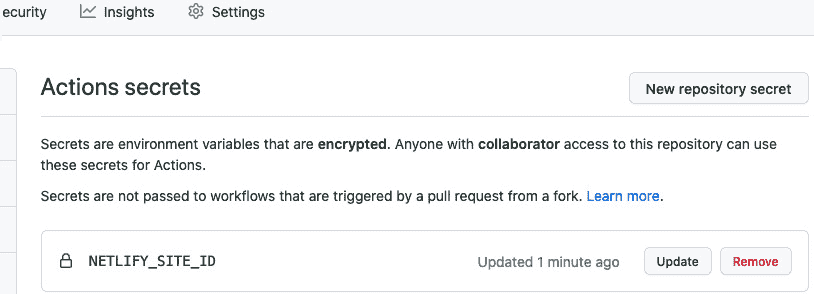 ecurity Insights Settings
Actions secrets New repository secret
Secrets are environment variables that are encrypted. Anyone with collaborator access to this repository can use
these secrets for Actions.
Secrets are not passed to workflows that are triggered by a pull request from a fork. Learn more.
NETLIFY_SITE_ID Updated 1 minute ago Update Remove